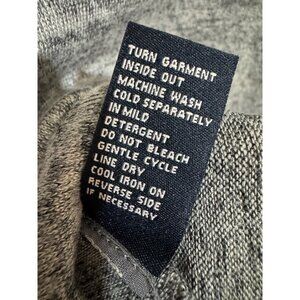 TURN GARMENT
INSIDE OUT
MACHINE WASH
COLD SEPARATELY
IN MILD
DETERGENT
DO NOT BLEACH
GENTLE CYCLE
LINE DRY
COOL IRON ON
REVERSE SIDE
IF NECESSARY